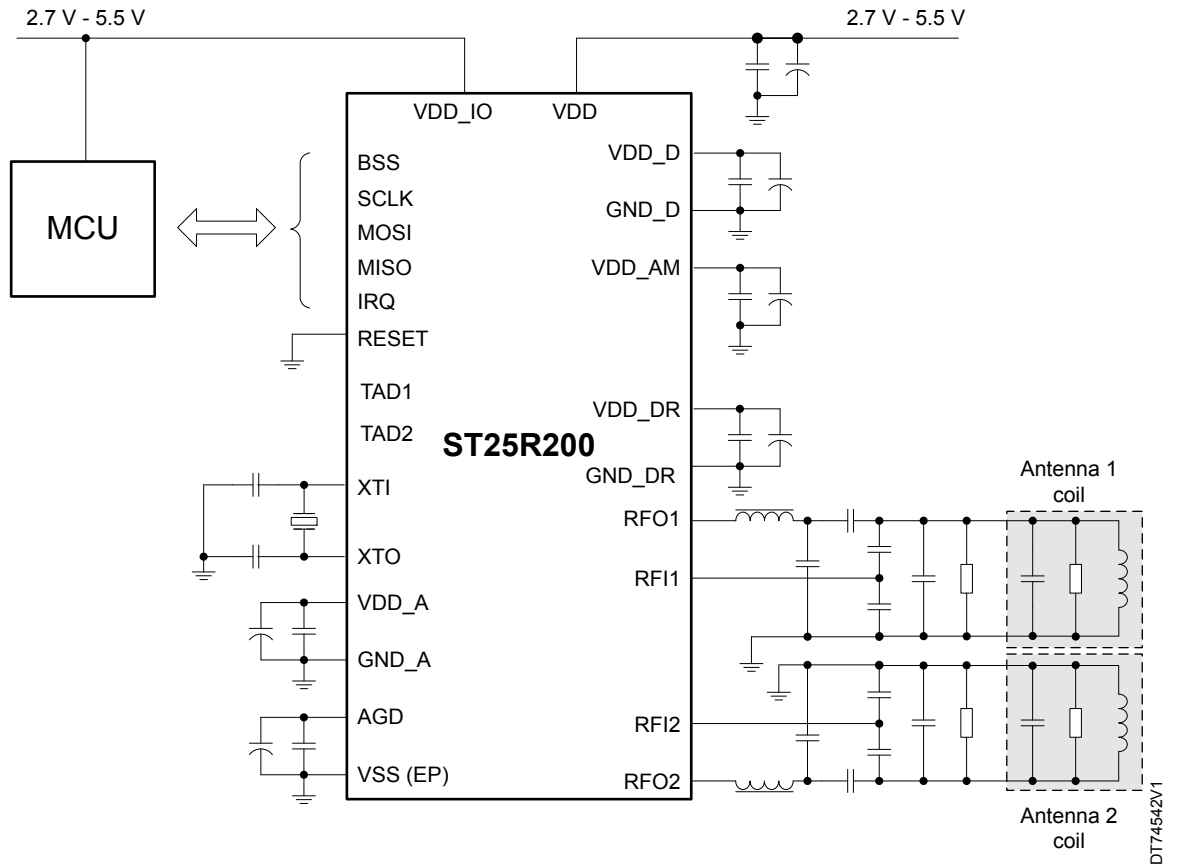 2.7 V - 5.5 V
2.7 V - 5.5 V
VDD_IO
VDD
MCU
BSS
SCLK
MOSI
MISO
IRQ
RESET
TAD1
TAD2
XTI
XTO
VDD_A
GND_A
AGD
VSS (EP)
ST25R200
VDD_D
GND_D
VDD_AM
VDD_DR
GND_DR
RFO1
RFI1
RFI2
RFO2
Antenna 1
coil
Antenna 2
coil
DT74542V1